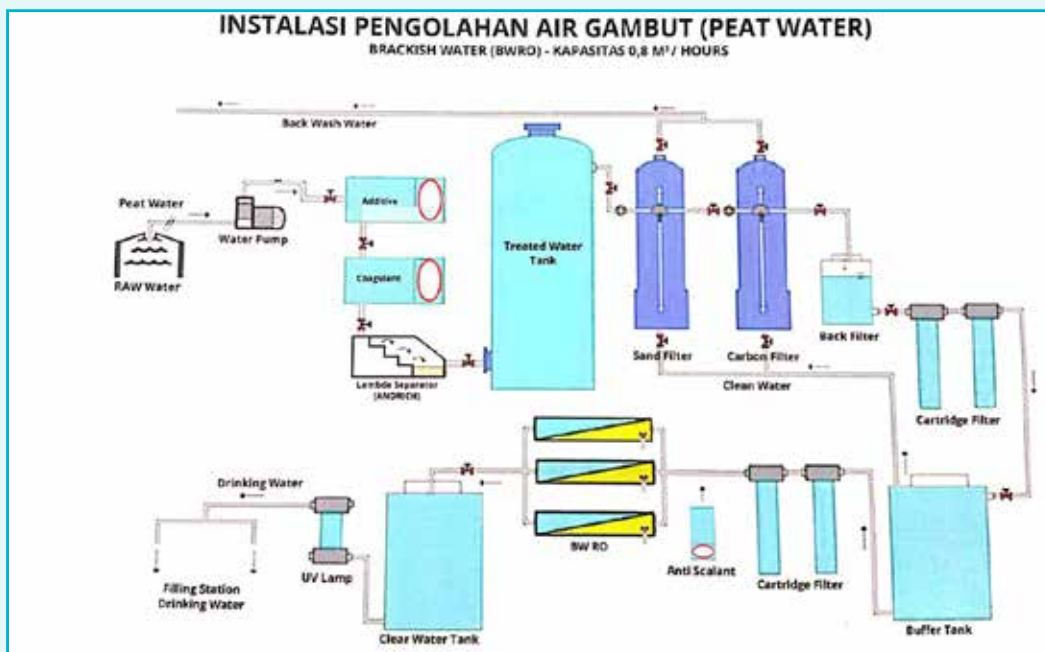 INSTALASI PENGOLAHAN AIR GAMBUT (PEAT WATER)
BRACKISH WATER (BWRO) - KAPASITAS 0,8 M³ / HOURS
Back Wash Water
Peat Water
Water Pump
RAW Water
Additive
Coagulant
Lambda Separator
(ANDRICH)
Treated Water
Tank
Sand Filter
Carbon Filter
Clean Water
Back Filter
Cartridge Filter
Drinking Water
UV Lamp
Filling Station
Drinking Water
Clear Water Tank
BW RO
Anti Scalant
Cartridge Filter
Buffer Tank